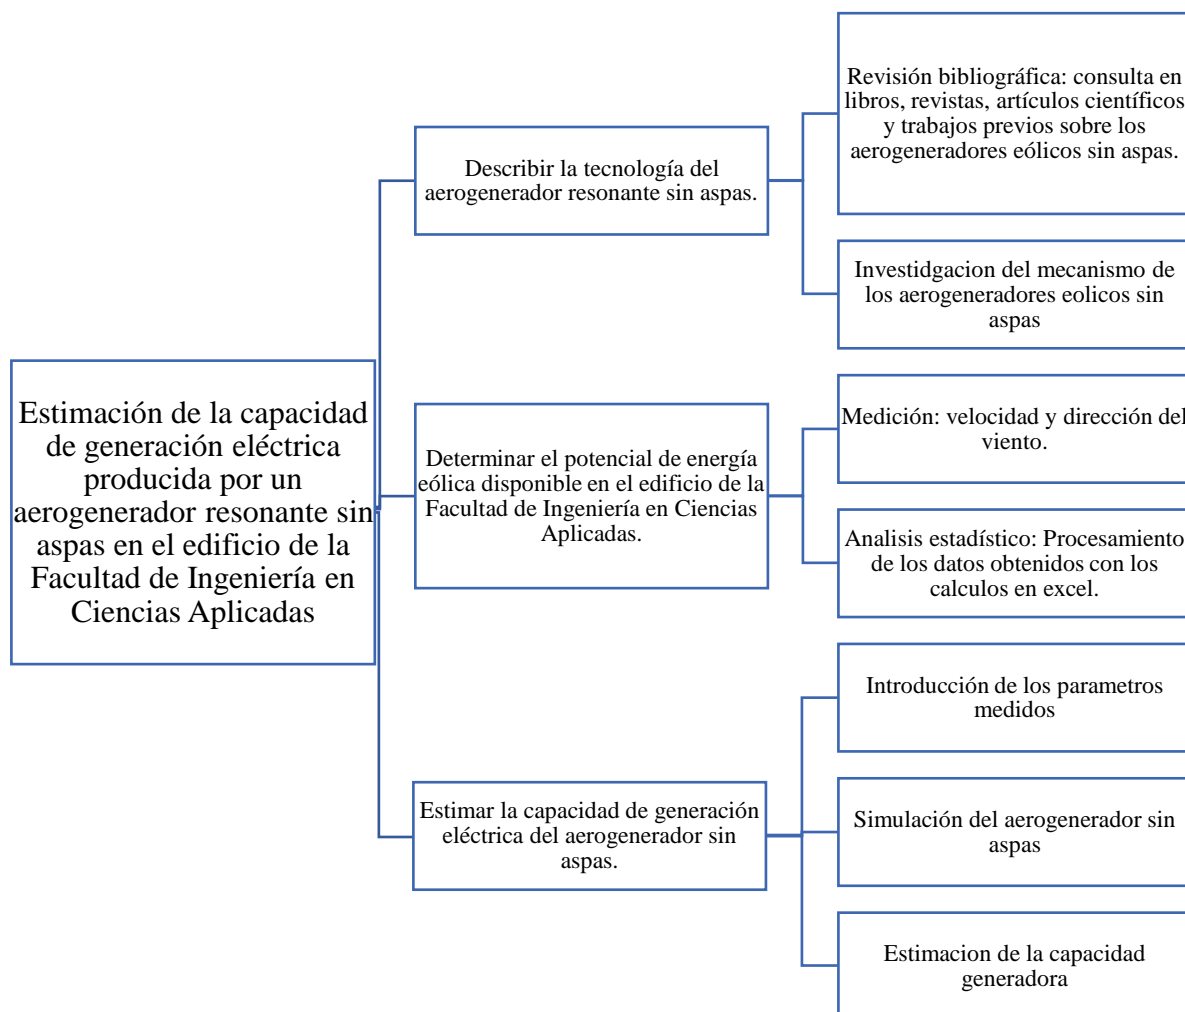 Estimación de la capacidad
de generación eléctrica
producida por un
aerogenerador resonante sin
aspas en el edificio de la
Facultad de Ingeniería en
Ciencias Aplicadas
Describir la tecnología del
aerogenerador resonante sin aspas.
Revisión bibliográfica: consulta en
libros, revistas, artículos científicos
y trabajos previos sobre los
aerogeneradores eólicos sin aspas.
Investidgacion del mecanismo de
los aerogeneradores eolicos sin
aspas
Determinar el potencial de energía
eólica disponible en el edificio de la
Facultad de Ingeniería en Ciencias
Aplicadas.
Medición: velocidad y dirección del
viento.
Analisis estadístico: Procesamiento
de los datos obtenidos con los
calculos en excel.
Estimar la capacidad de generación
eléctrica del aerogenerador sin
aspas.
Introducción de los parametros
medidos
Simulación del aerogenerador sin
aspas
Estimacion de la capacidad
generadora